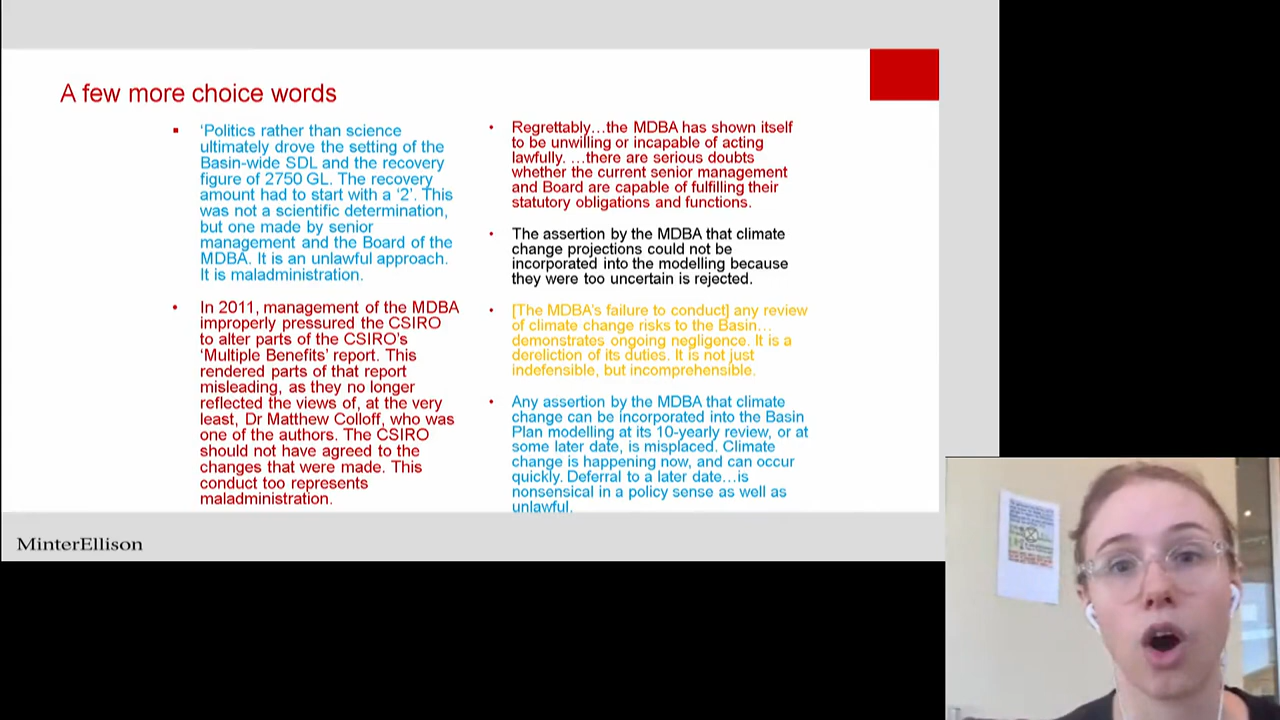 A few more choice words
‘Politics rather than science
ultimately drove the setting of the
Basin-wide SDL and the recovery
figure of 2750 GL. The recovery
amount had to start with a ‘2’. This
was not a scientific determination,
but one made by senior
management and the Board of the
MDBA. It is an unlawful approach.
It is maladministration.
In 2011, management of the MDBA
improperly pressured the CSIRO
to alter parts of the CSIRO’s
‘Multiple Benefits’ report. This
rendered parts of that report
misleading, as they no longer
reflected the views of, at the very
least, Dr Matthew Colloff, who was
one of the authors. The CSIRO
should not have agreed to the
changes that were made. This
conduct too represents
maladministration.
Regrettably…the MDBA has shown itself
to be unwilling or incapable of acting
lawfully. …there are serious doubts
whether the current senior management
and Board are capable of fulfilling their
statutory obligations and functions.
The assertion by the MDBA that climate
change projections could not be
incorporated into the modelling because
they were too uncertain is rejected.
[The MDBA’s failure to conduct] any review
of climate change risks to the Basin…
demonstrates ongoing negligence. It is a
dereliction of its duties. It is not just
indefensible, but incomprehensible.
Any assertion by the MDBA that climate
change can be incorporated into the Basin
Plan modelling at its 10-yearly review, or at
some later date, is misplaced. Climate
change is happening now, and can occur
quickly. Deferral to a later date…is
nonsensical in a policy sense as well as
unlawful.
MinterEllison